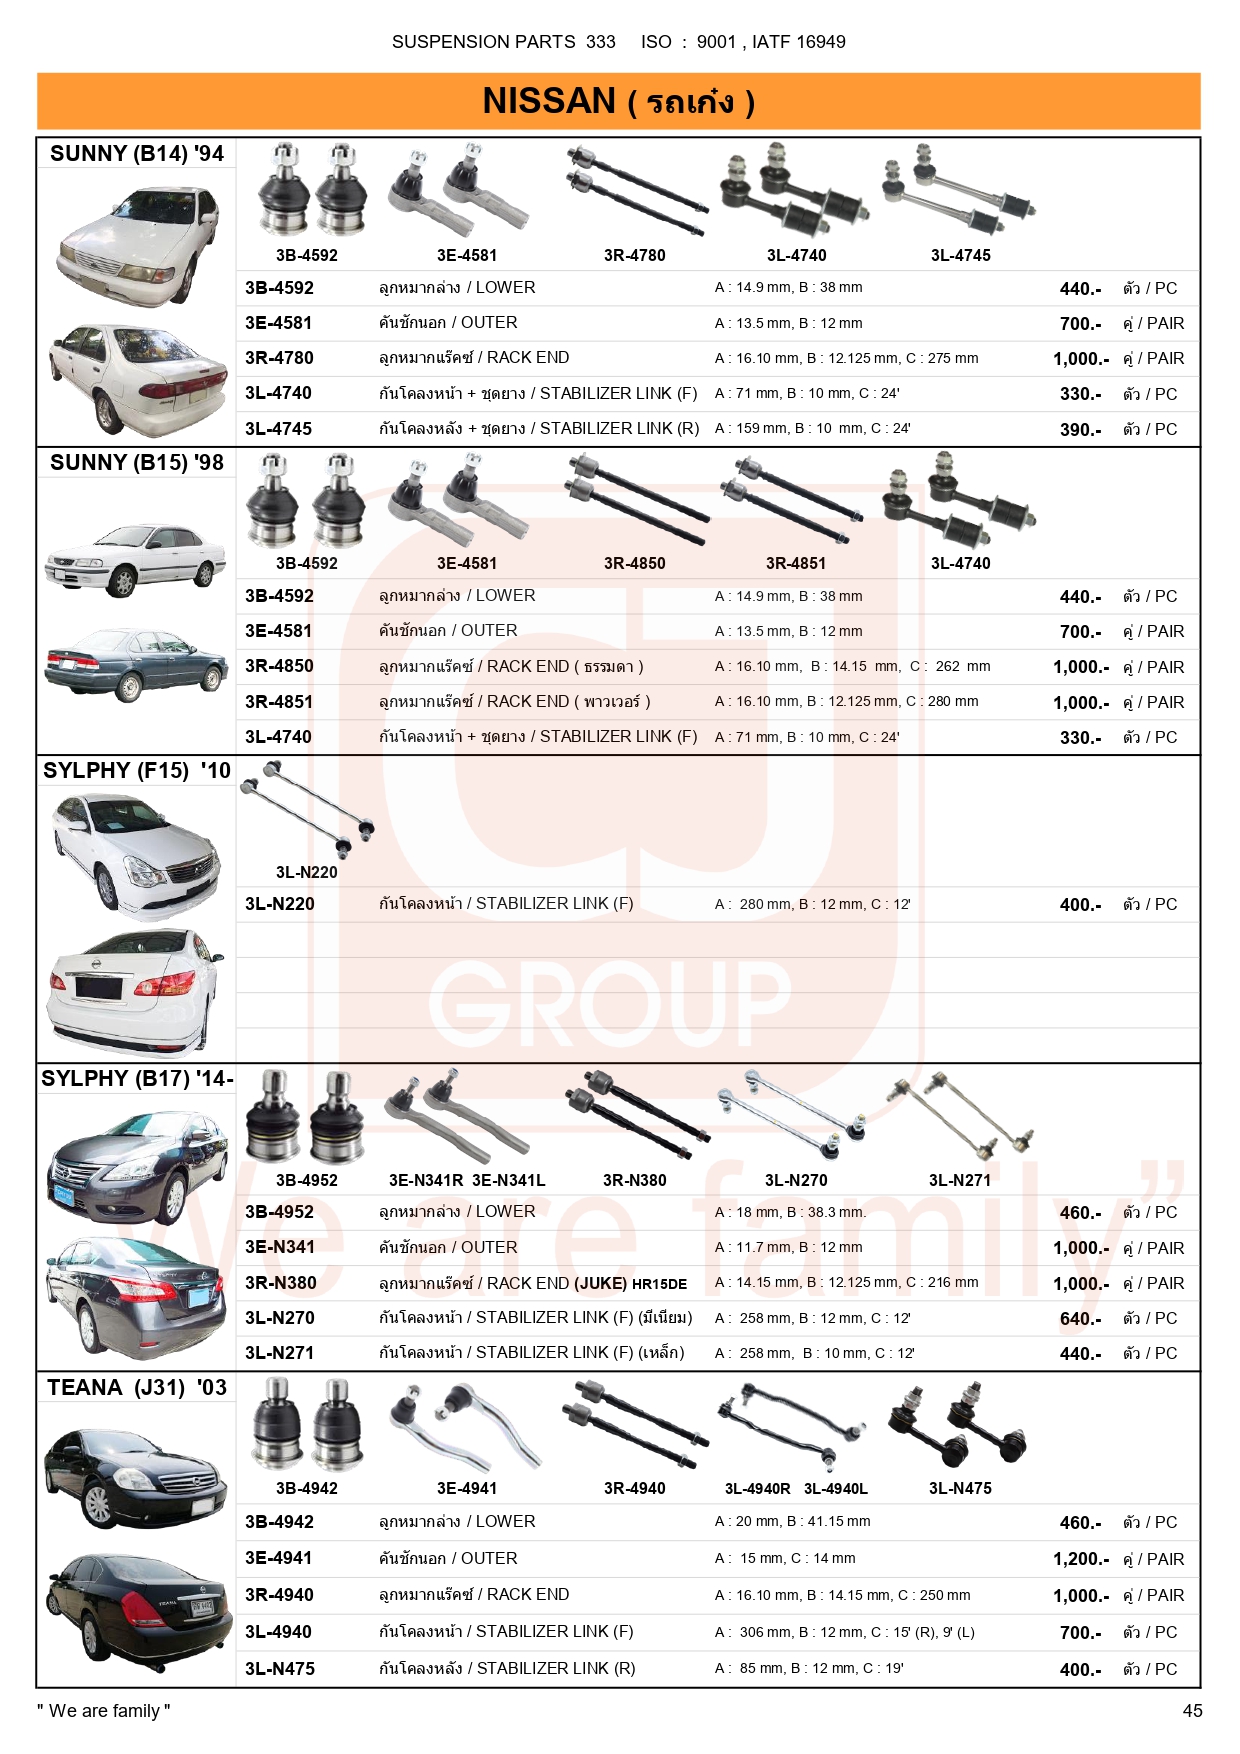 SUSPENSION PARTS 333 ISO : 9001 , IATF 16949
NISSAN ( รถเก๋ง )
SUNNY (B14) '94
3B-4592 3E-4581 3R-4780 3L-4740 3L-4745
3B-4592 ลูกหมากล่าง / LOWER A : 14.9 mm, B : 38 mm 440.- ตัว / PC
3E-4581 คันชักนอก / OUTER A : 13.5 mm, B : 12 mm 700.- คู่ / PAIR
3R-4780 ลูกหมากแร๊คซ์ / RACK END A : 16.10 mm, B : 12.125 mm, C : 275 mm 1,000.- คู่ / PAIR
3L-4740 กันโคลงหน้า + ชุดยาง / STABILIZER LINK (F) A : 71 mm, B : 10 mm, C : 24' 330.- ตัว / PC
3L-4745 กันโคลงหลัง + ชุดยาง / STABILIZER LINK (R) A : 159 mm, B : 10 mm, C : 24' 390.- ตัว / PC
SUNNY (B15) '98
3B-4592 3E-4581 3R-4850 3R-4851 3L-4740
3B-4592 ลูกหมากล่าง / LOWER A : 14.9 mm, B : 38 mm 440.- ตัว / PC
3E-4581 คันชักนอก / OUTER A : 13.5 mm, B : 12 mm 700.- คู่ / PAIR
3R-4850 ลูกหมากแร๊คซ์ / RACK END ( ธรรมดา ) A : 16.10 mm, B : 14.15 mm, C : 262 mm 1,000.- คู่ / PAIR
3R-4851 ลูกหมากแร๊คซ์ / RACK END ( พาวเวอร์ ) A : 16.10 mm, B : 12.125 mm, C : 280 mm 1,000.- คู่ / PAIR
3L-4740 กันโคลงหน้า + ชุดยาง / STABILIZER LINK (F) A : 71 mm, B : 10 mm, C : 24' 330.- ตัว / PC
SYLPHY (F15) '10
3L-N220
3L-N220 กันโคลงหน้า / STABILIZER LINK (F) A : 280 mm, B : 12 mm, C : 12' 400.- ตัว / PC
CJ
GROUP
SYLPHY (B17) '14-
3B-4952 3E-N341R 3E-N341L 3R-N380 3L-N270 3L-N271
We are family”
3B-4952 ลูกหมากล่าง / LOWER A : 18 mm, B : 38.3 mm. 460.- ตัว / PC
3E-N341 คันชักนอก / OUTER A : 11.7 mm, B : 12 mm 1,000.- คู่ / PAIR
3R-N380 ลูกหมากแร๊คซ์ / RACK END (JUKE) HR15DE A : 14.15 mm, B : 12.125 mm, C : 216 mm 1,000.- คู่ / PAIR
3L-N270 กันโคลงหน้า / STABILIZER LINK (F) (มีเนียม) A : 258 mm, B : 12 mm, C : 12' 640.- ตัว / PC
3L-N271 กันโคลงหน้า / STABILIZER LINK (F) (เหล็ก) A : 258 mm, B : 10 mm, C : 12' 440.- ตัว / PC
TEANA (J31) '03
3B-4942 3E-4941 3R-4940 3L-4940R 3L-4940L 3L-N475
3B-4942 ลูกหมากล่าง / LOWER A : 20 mm, B : 41.15 mm 460.- ตัว / PC
3E-4941 คันชักนอก / OUTER A : 15 mm, C : 14 mm 1,200.- คู่ / PAIR
3R-4940 ลูกหมากแร๊คซ์ / RACK END A : 16.10 mm, B : 14.15 mm, C : 250 mm 1,000.- คู่ / PAIR
3L-4940 กันโคลงหน้า / STABILIZER LINK (F) A : 306 mm, B : 12 mm, C : 15' (R), 9' (L) 700.- ตัว / PC
3L-N475 กันโคลงหลัง / STABILIZER LINK (R) A : 85 mm, B : 12 mm, C : 19' 400.- ตัว / PC
" We are family " 45